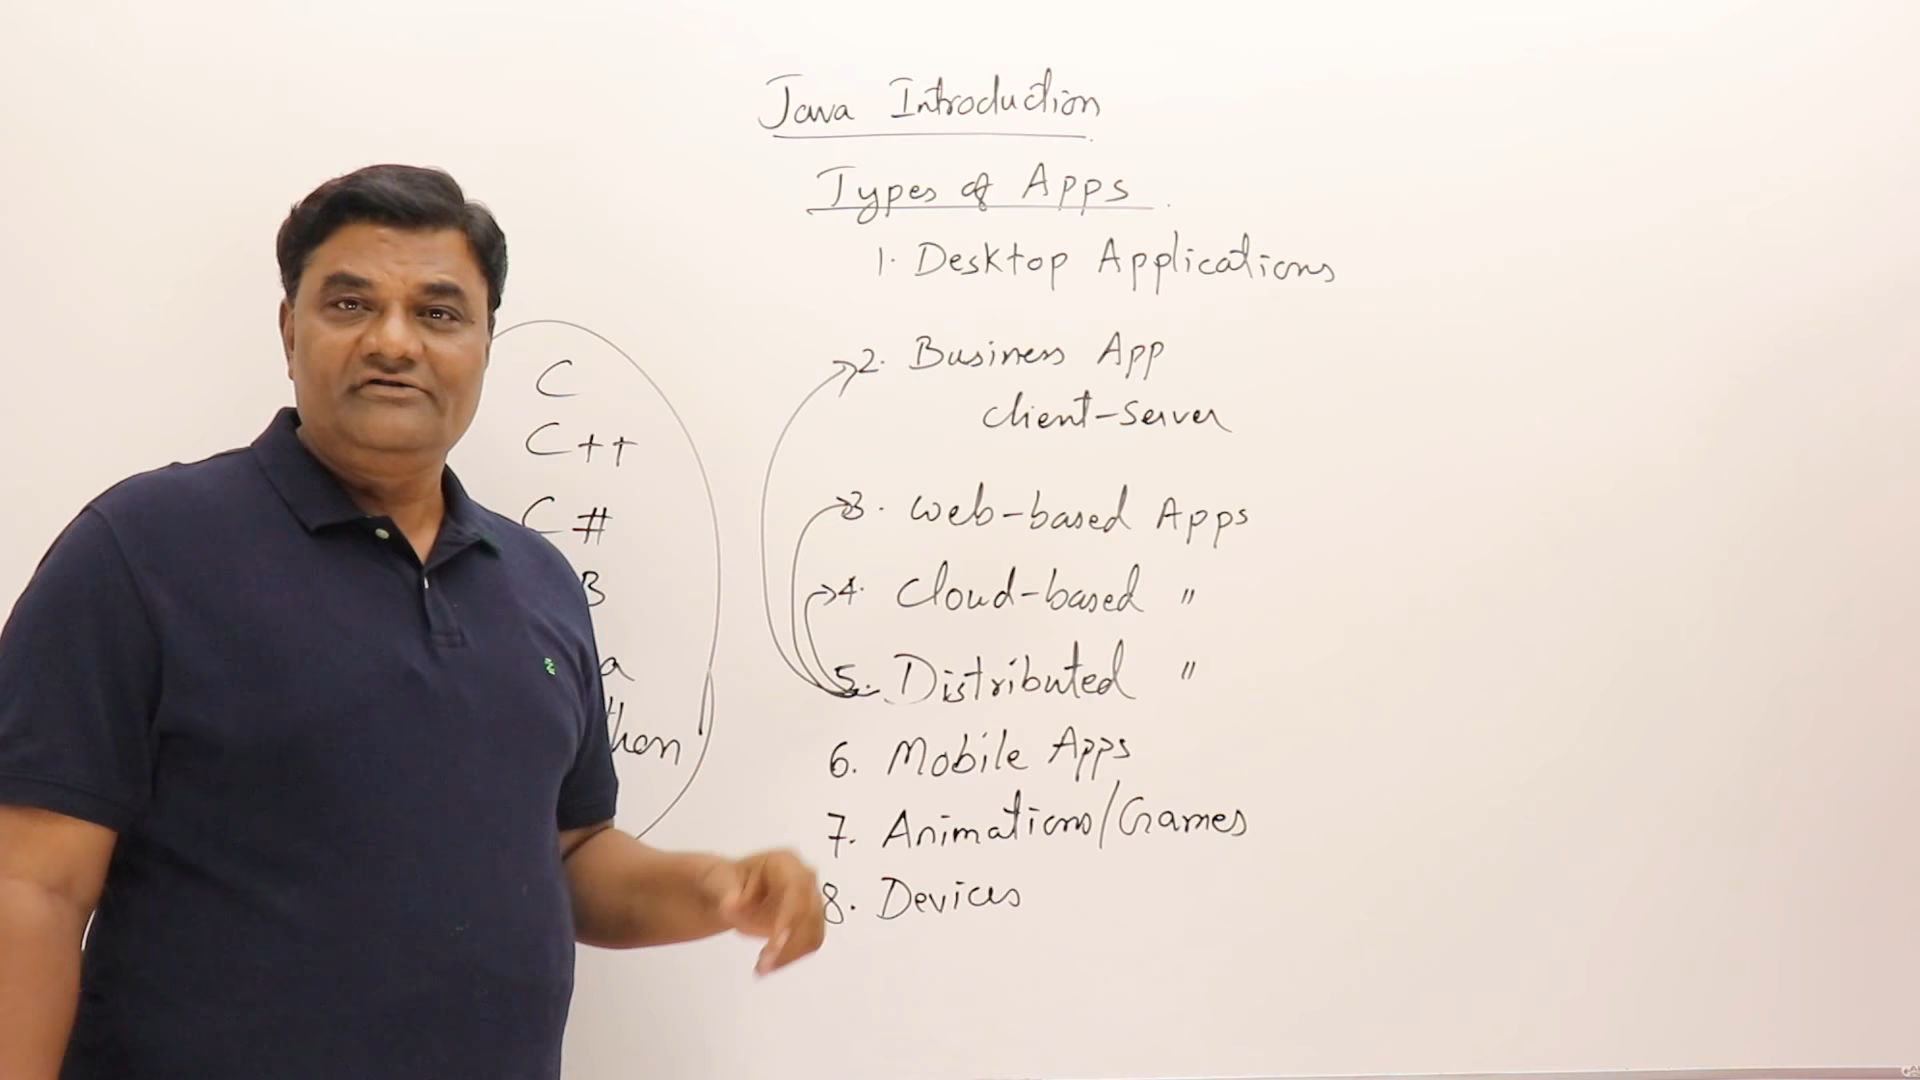 Java Introduction
Types of Apps
1. Desktop Applications
2. Business App
Client-Server
3. Web-based Apps
4. Cloud-based "
5. Distributed "
6. Mobile Apps
7. Animations/Games
8. Devices
C
C++
C#
B
a
thon